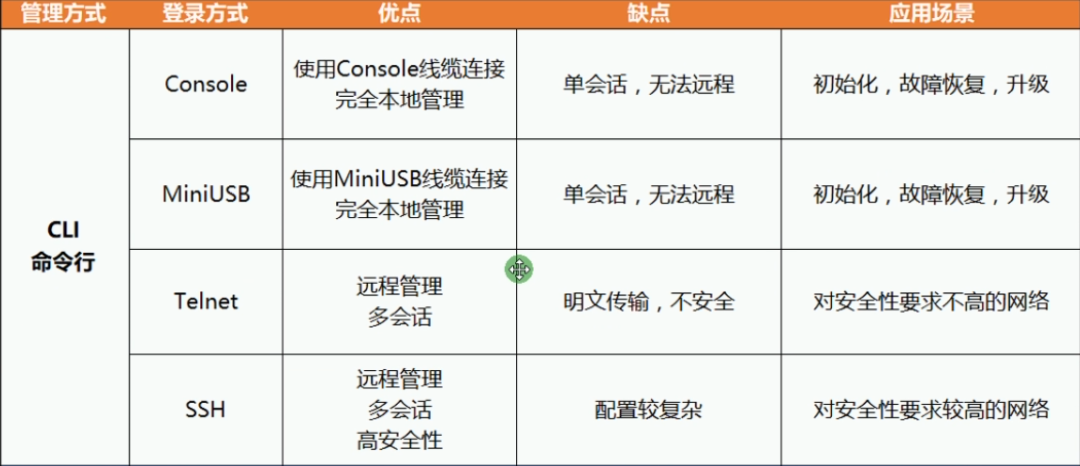 管理方式 登录方式 优点 缺点 应用场景
CLI
命令行
Console
使用Console线缆连接
完全本地管理
单会话，无法远程
初始化，故障恢复，升级
MiniUSB
使用MiniUSB线缆连接
完全本地管理
单会话，无法远程
初始化，故障恢复，升级
Telnet
远程管理
多会话
明文传输，不安全
对安全性要求不高的网络
SSH
远程管理
多会话
高安全性
配置较复杂
对安全性要求较高的网络